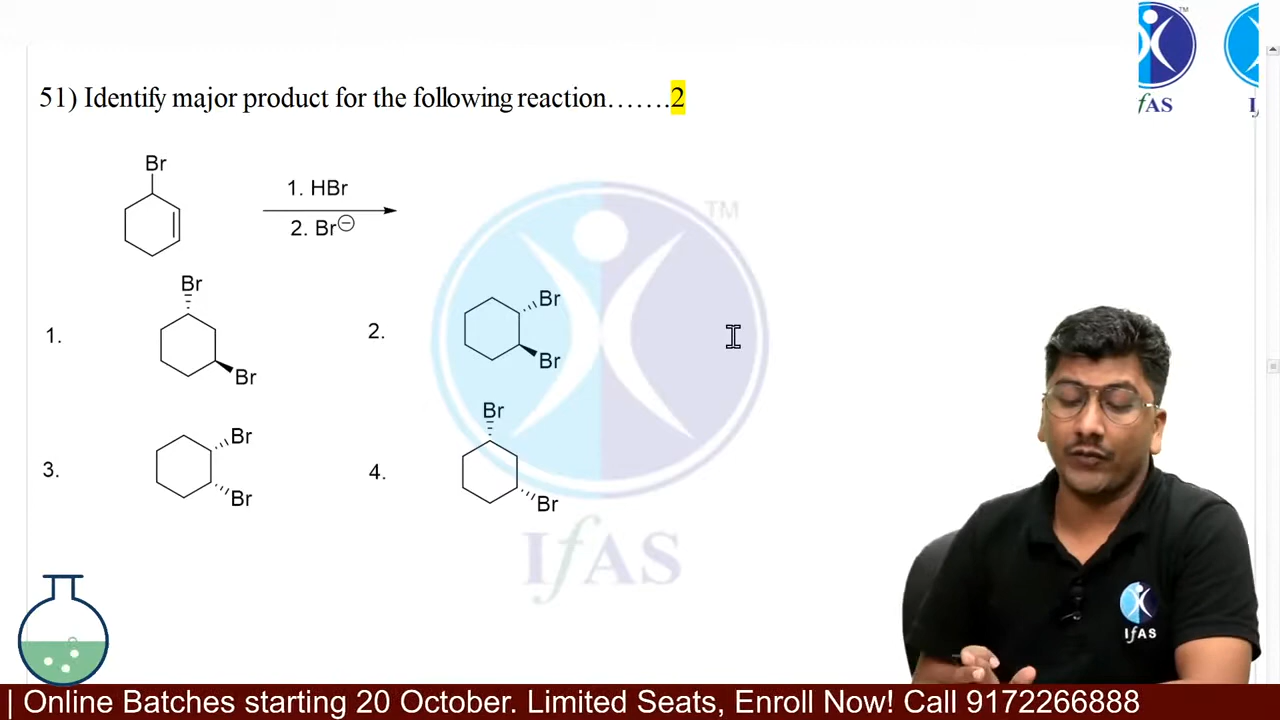 TM
fAS
I
51) Identify major product for the following reaction…….2
Br
1. HBr
2. Br⊖
TM
1.
Br
Br
2.
Br
Br
3.
Br
Br
4.
Br
Br
IfAS
IfAS
| Online Batches starting 20 October. Limited Seats, Enroll Now! Call 9172266888